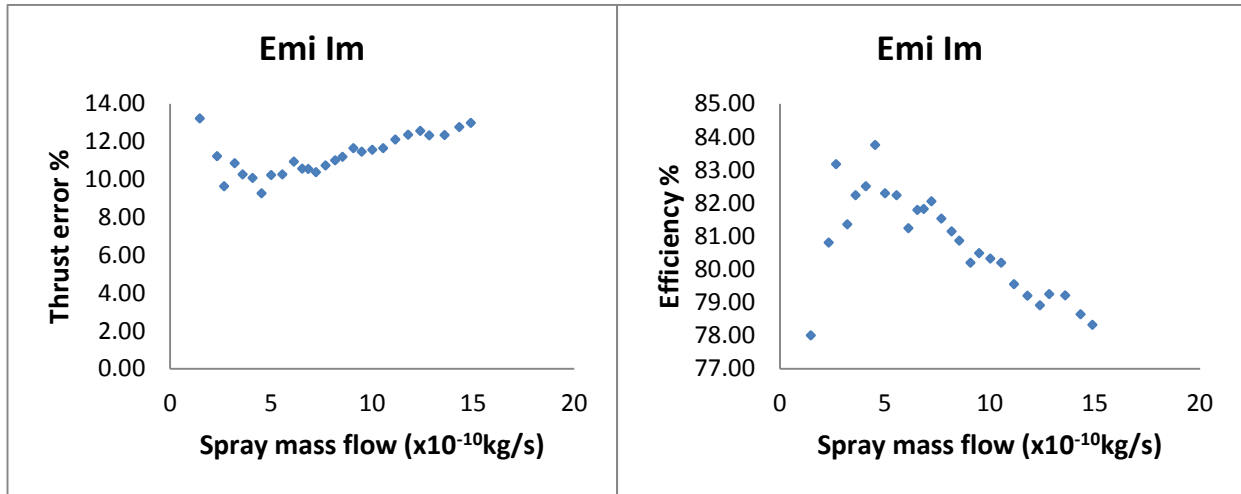 Emi Im
Thrust error %
14.00
12.00
10.00
8.00
6.00
4.00
2.00
0.00
0 5 10 15 20
Spray mass flow (x10⁻¹⁰kg/s)
Emi Im
Efficiency %
85.00
84.00
83.00
82.00
81.00
80.00
79.00
78.00
77.00
0 5 10 15 20
Spray mass flow (x10⁻¹⁰kg/s)